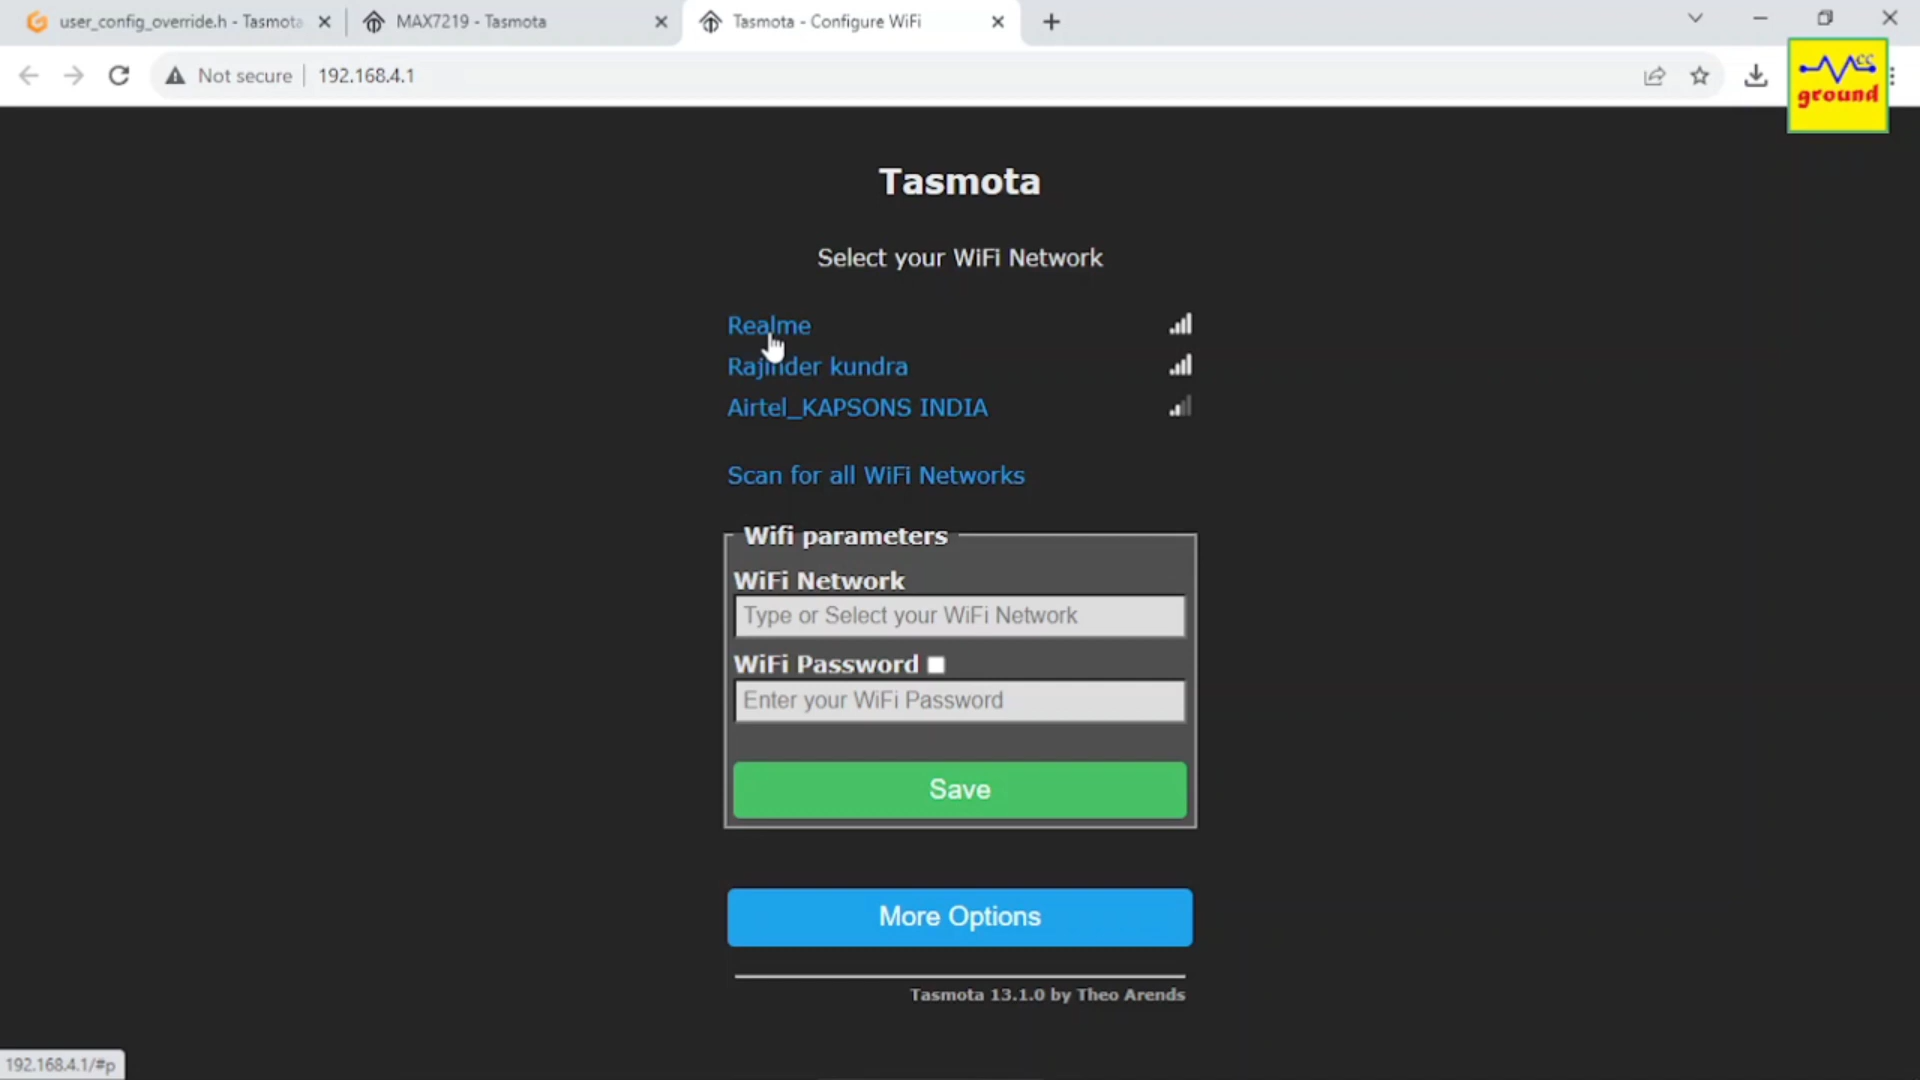 user_config_override.h - Tasmota
MAX7219 - Tasmota
Tasmota - Configure WiFi
Not secure
192.168.4.1
cc
ground
Tasmota
Select your WiFi Network
Realme
Rajinder kundra
Airtel_KAPSONS INDIA
Scan for all WiFi Networks
Wifi parameters
WiFi Network
Type or Select your WiFi Network
WiFi Password
Enter your WiFi Password
Save
More Options
Tasmota 13.1.0 by Theo Arends
192.168.4.1/#p